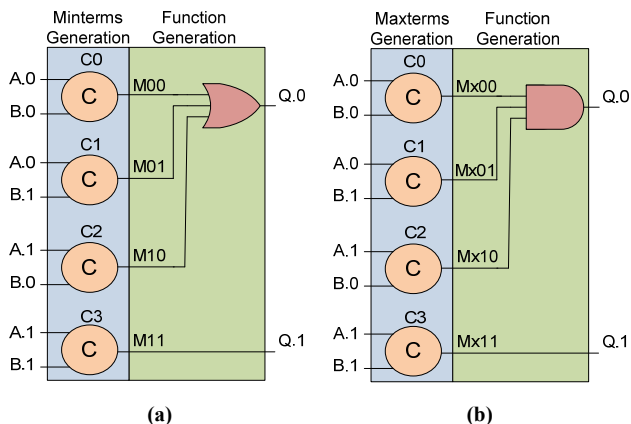 Minterms Generation
Function Generation
C0
A.0
C
M00
Q.0
B.0
C1
A.0
C
M01
B.1
C2
A.1
C
M10
B.0
C3
A.1
C
M11
Q.1
B.1
(a)
Maxterms Generation
Function Generation
C0
A.0
C
Mx00
Q.0
B.0
C1
A.0
C
Mx01
B.1
C2
A.1
C
Mx10
B.0
C3
A.1
C
Mx11
Q.1
B.1
(b)